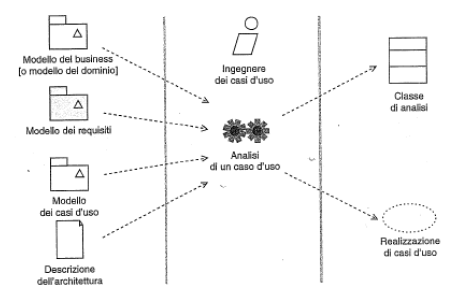 Modello del business
[o modello del dominio]
Modello dei requisiti
Modello
dei casi d'uso
Descrizione
dell'architettura
Ingegnere
dei casi d'uso
Analisi
di un caso d'uso
Classe
di analisi
Realizzazione
di casi d'uso